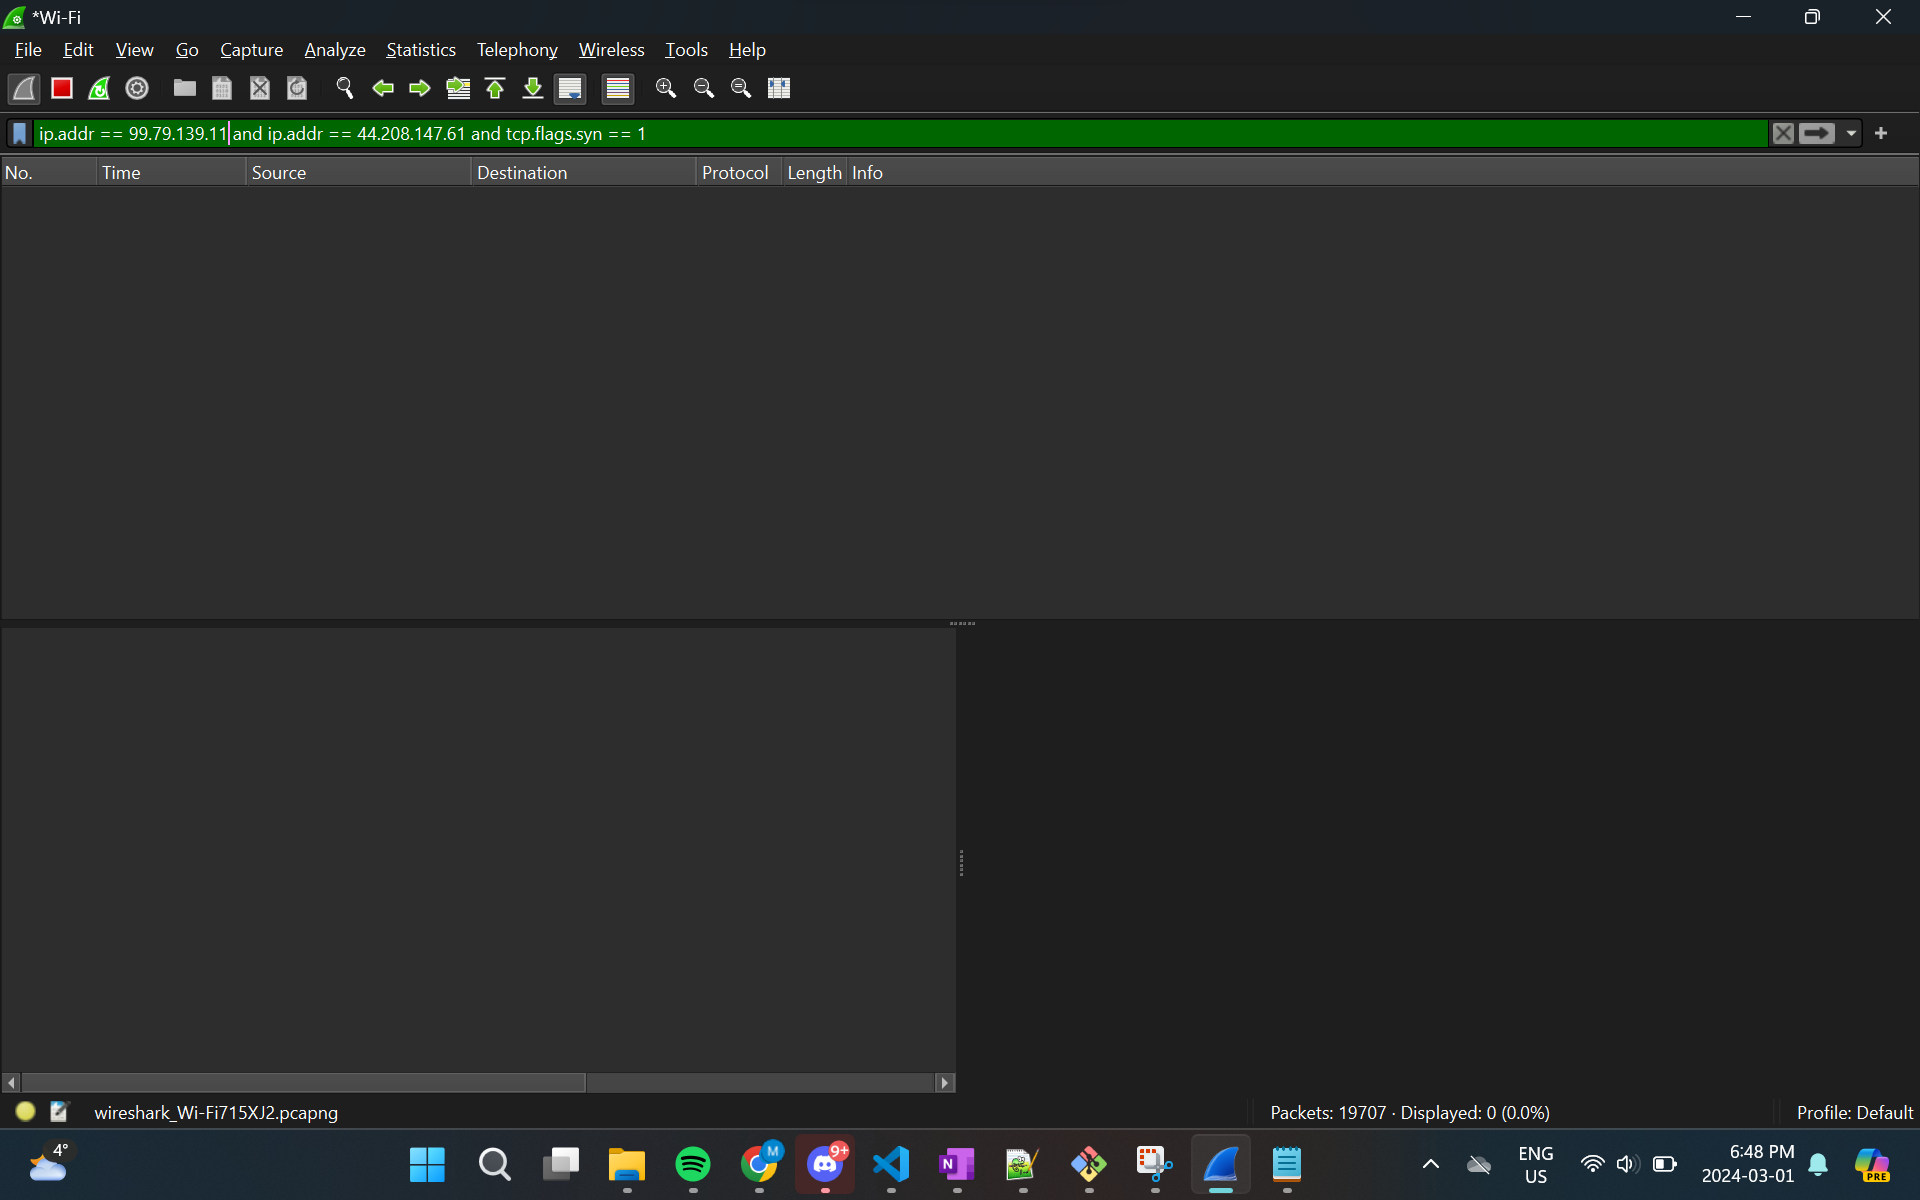 *Wi-Fi
File Edit View Go Capture Analyze Statistics Telephony Wireless Tools Help
ip.addr == 99.79.139.11 and ip.addr == 44.208.147.61 and tcp.flags.syn == 1
No. Time Source Destination Protocol Length Info
wireshark_Wi-Fi715XJ2.pcapng Packets: 19707 · Displayed: 0 (0.0%) Profile: Default
4°
M
9+
N
ENG
US
6:48 PM
2024-03-01
PRE